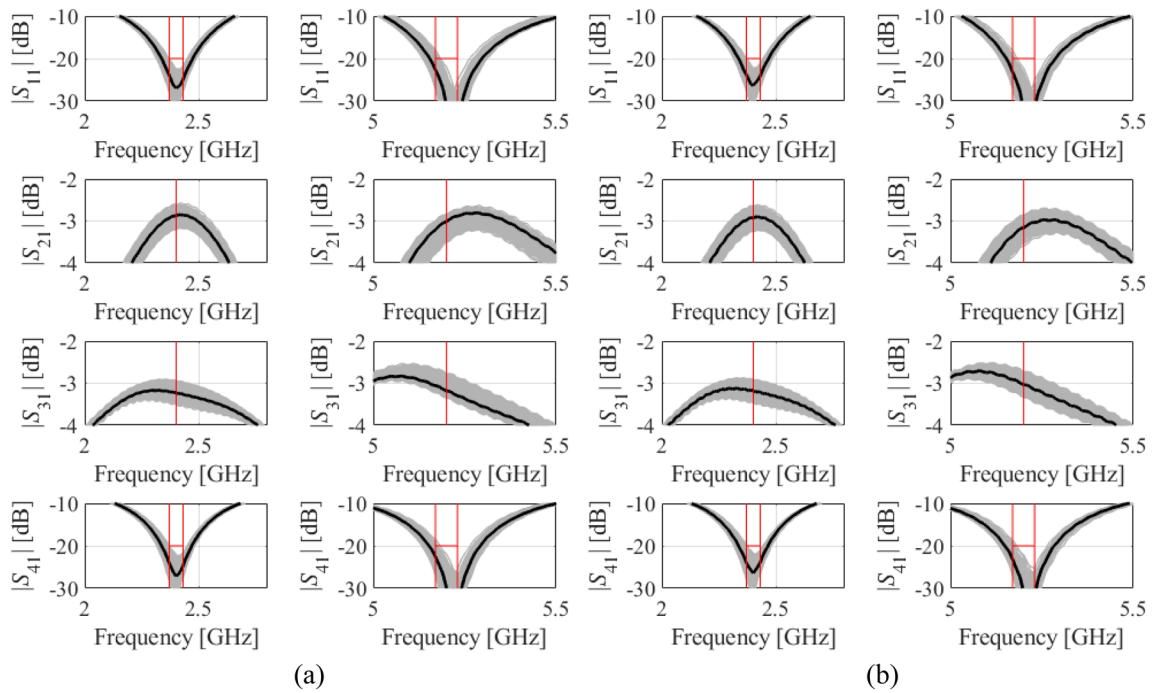 -10 -10 -10 -10
-20 -20 -20 -20
-30 -30 -30 -30
|S11| [dB] |S11| [dB] |S11| [dB] |S11| [dB]
2 2.5 5 5.5 2 2.5 5 5.5
Frequency [GHz] Frequency [GHz] Frequency [GHz] Frequency [GHz]
-2 -2 -2 -2
-3 -3 -3 -3
-4 -4 -4 -4
|S21| [dB] |S21| [dB] |S21| [dB] |S21| [dB]
2 2.5 5 5.5 2 2.5 5 5.5
Frequency [GHz] Frequency [GHz] Frequency [GHz] Frequency [GHz]
-2 -2 -2 -2
-3 -3 -3 -3
-4 -4 -4 -4
|S31| [dB] |S31| [dB] |S31| [dB] |S31| [dB]
2 2.5 5 5.5 2 2.5 5 5.5
Frequency [GHz] Frequency [GHz] Frequency [GHz] Frequency [GHz]
-10 -10 -10 -10
-20 -20 -20 -20
-30 -30 -30 -30
|S41| [dB] |S41| [dB] |S41| [dB] |S41| [dB]
2 2.5 5 5.5 2 2.5 5 5.5
Frequency [GHz] Frequency [GHz] Frequency [GHz] Frequency [GHz]
(a) (b)